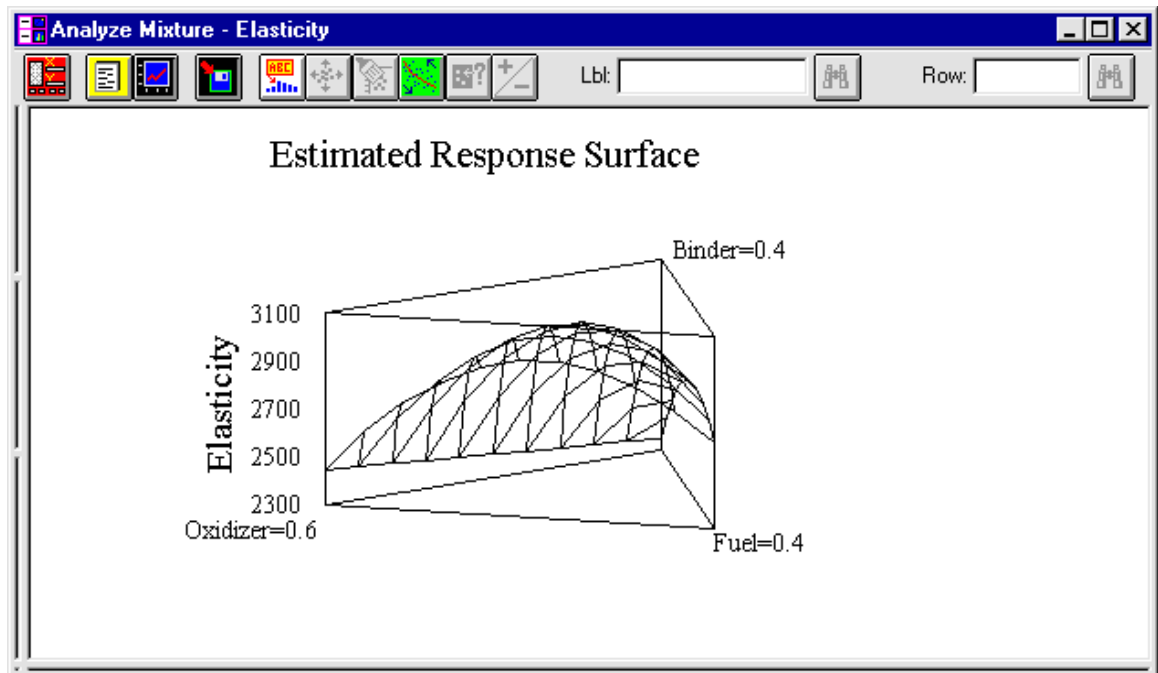 Analyze Mixture - Elasticity
ABC
Lbl:
Row:
Estimated Response Surface
Binder=0.4
3100
2900
2700
2500
2300
Elasticity
Oxidizer=0.6
Fuel=0.4